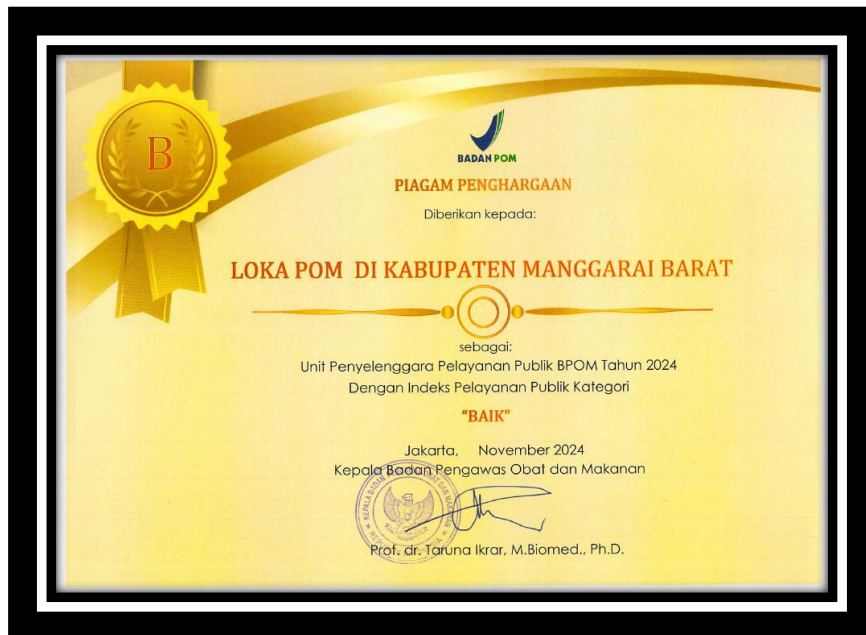 B
BADAN POM
PIAGAM PENGHARGAAN
Diberikan kepada:
LOKA POM DI KABUPATEN MANGGARAI BARAT
sebagai:
Unit Penyelenggara Pelayanan Publik BPOM Tahun 2024
Dengan Indeks Pelayanan Publik Kategori
"BAIK"
Jakarta, November 2024
Kepala Badan Pengawas Obat dan Makanan
Prof. dr. Taruna Ikrar, M.Biomed., Ph.D.